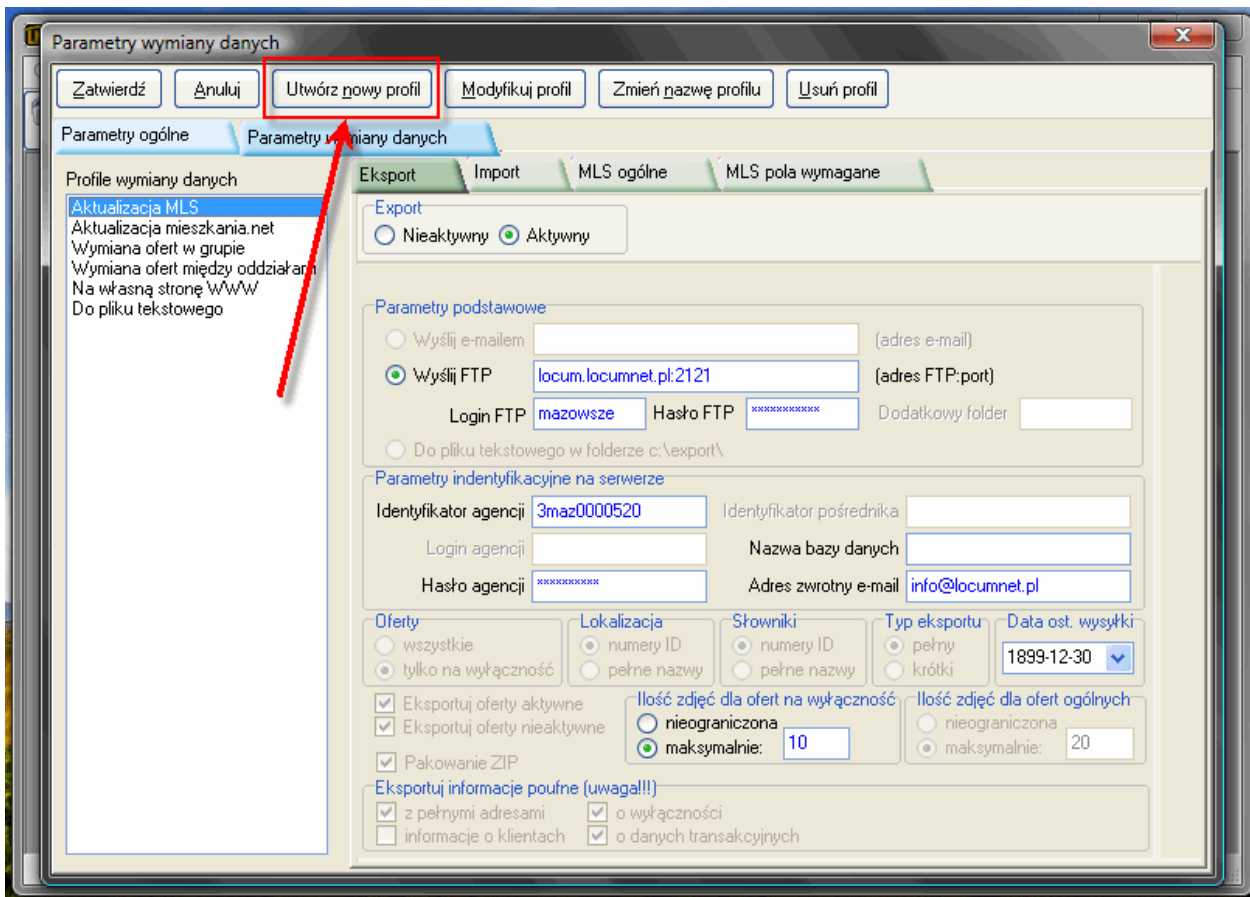 Parametry wymiany danych
Zatwierdź Anuluj Utwórz nowy profil Modyfikuj profil Zmień nazwę profilu Usuń profil
Parametry ogólne Parametry wymiany danych
Profile wymiany danych
Aktualizacja MLS
Aktualizacja mieszkania.net
Wymiana ofert w grupie
Wymiana ofert między oddziałami
Na własną stronę WWW
Do pliku tekstowego
Eksport Import MLS ogólne MLS pola wymagane
Export
Nieaktywny Aktywny
Parametry podstawowe
Wyślij e-mailem (adres e-mail)
Wyślij FTP locum.locumnet.pl:2121 (adres FTP:port)
Login FTP mazowsze Hasło FTP ×××××××××××× Dodatkowy folder
Do pliku tekstowego w folderze c:\export\
Parametry indentyfikacyjne na serwerze
Identyfikator agencji 3maz0000520 Identyfikator pośrednika
Login agencji Nazwa bazy danych
Hasło agencji ×××××××××× Adres zwrotny e-mail info@locumnet.pl
Oferty Lokalizacja Słowniki Typ eksportu Data ost. wysyłki
wszystkie numery ID numery ID pełny 1899-12-30
tylko na wyłączność pełne nazwy pełne nazwy krótki
Eksportuj oferty aktywne Ilość zdjęć dla ofert na wyłączność Ilość zdjęć dla ofert ogólnych
Eksportuj oferty nieaktywne nieograniczona nieograniczona
maksymalnie: 10 maksymalnie: 20
Pakowanie ZIP
Eksportuj informacje poufne (uwaga!!!)
z pełnymi adresami o wyłączności
informacje o klientach o danych transakcyjnych